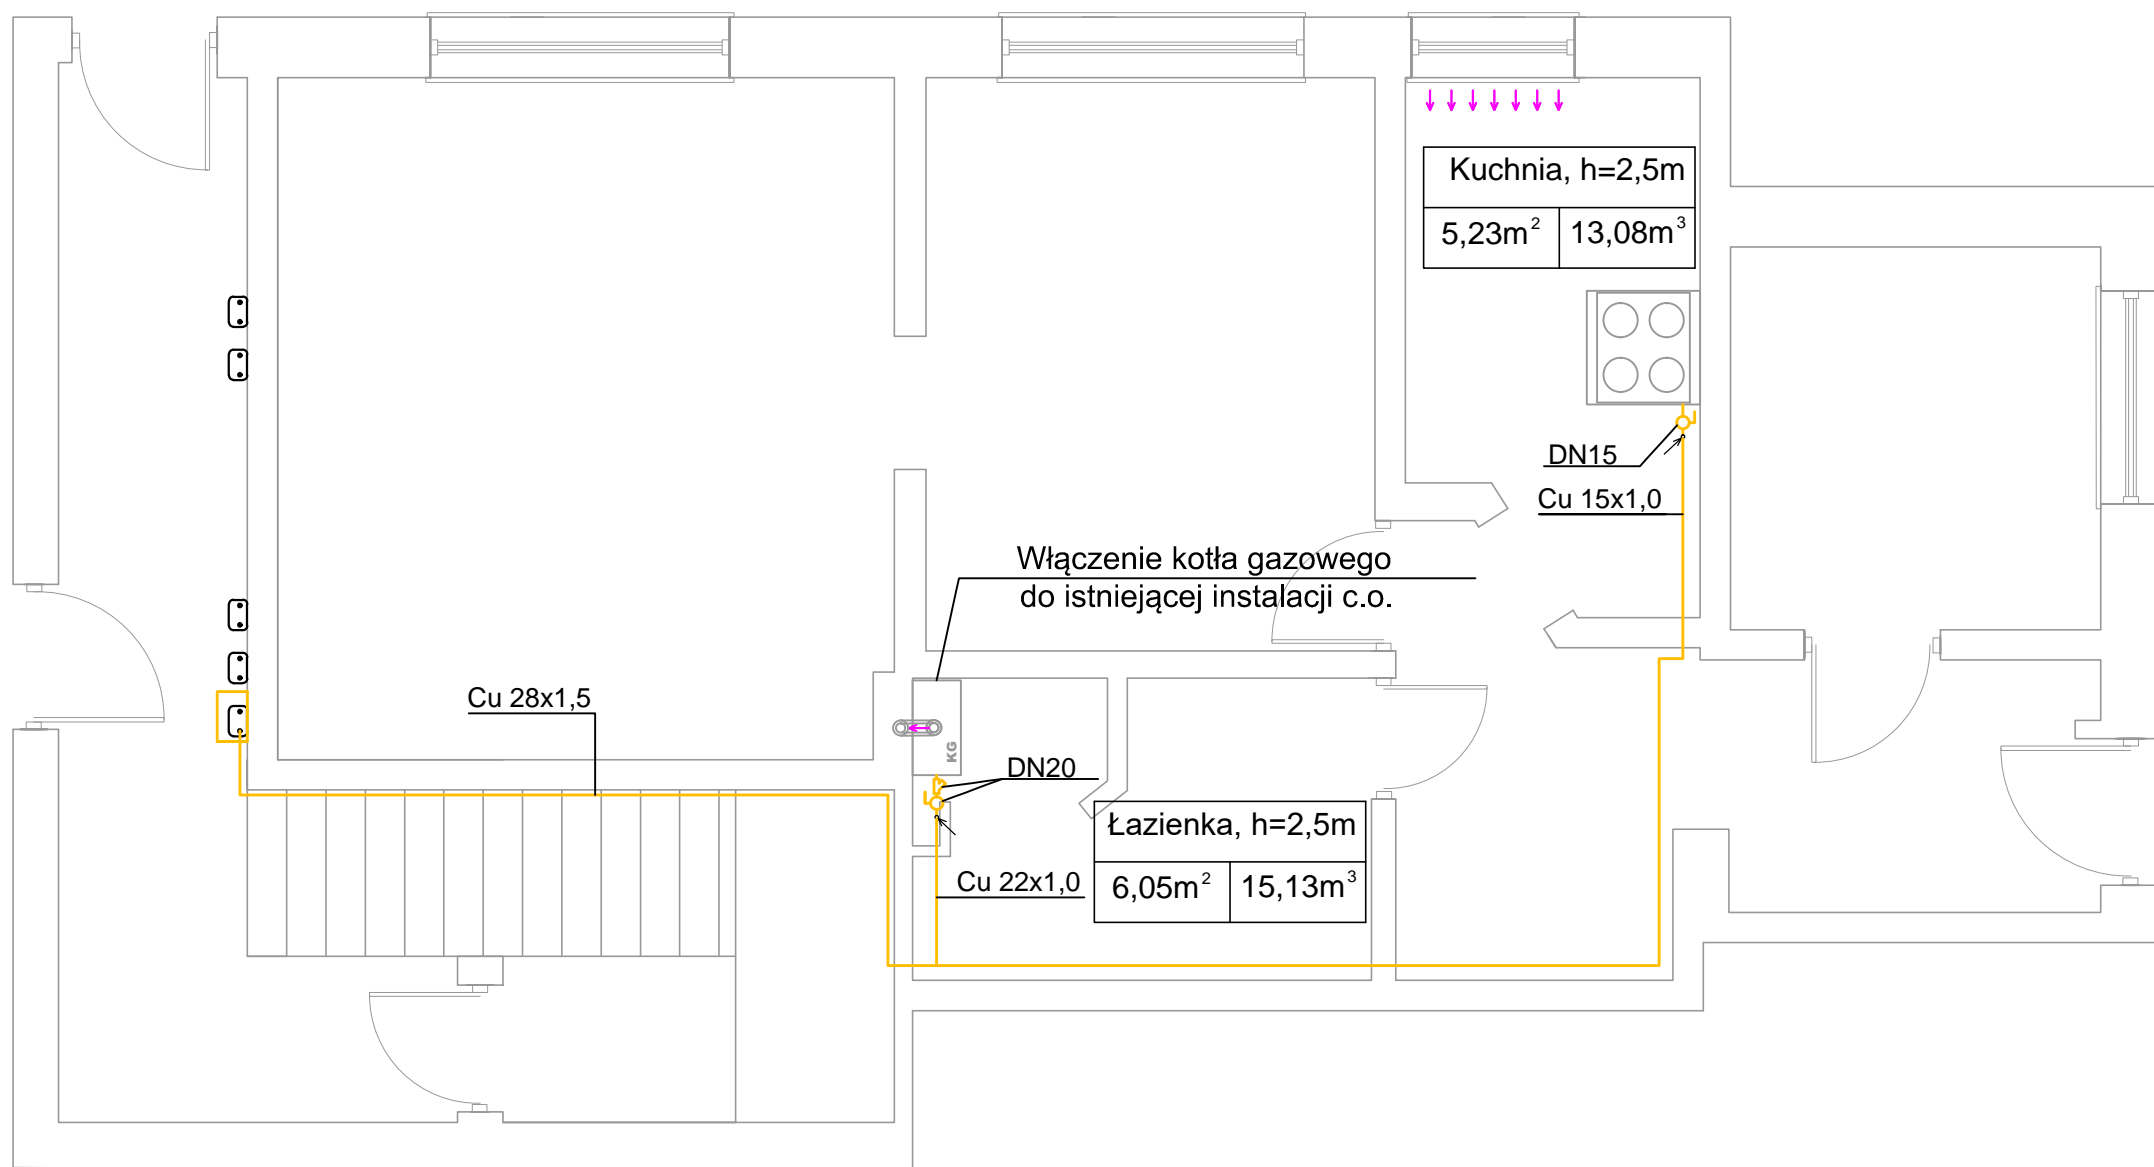 Kuchnia, h=2,5m
5,23m² 13,08m³
DN15
Cu 15x1,0
Włączenie kotła gazowego
do istniejącej instalacji c.o.
Cu 28x1,5
KG
DN20
Łazienka, h=2,5m
Cu 22x1,0
6,05m² 15,13m³